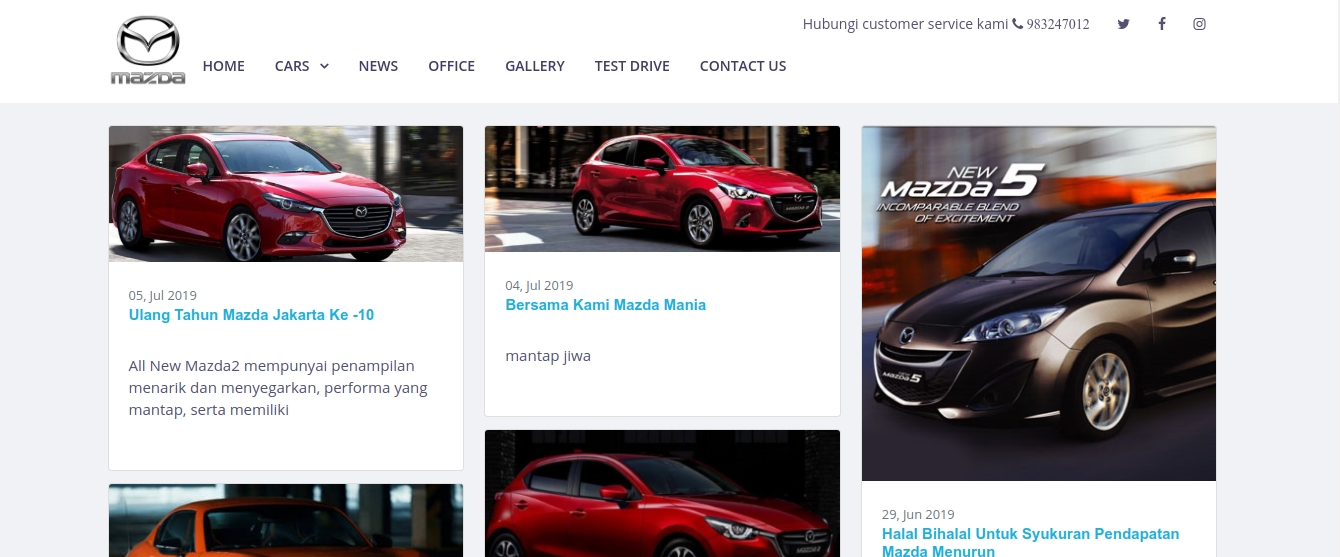 Hubungi customer service kami 983247012
mazda
HOME CARS NEWS OFFICE GALLERY TEST DRIVE CONTACT US
05, Jul 2019
Ulang Tahun Mazda Jakarta Ke -10
All New Mazda2 mempunyai penampilan
menarik dan menyegarkan, performa yang
mantap, serta memiliki
04, Jul 2019
Bersama Kami Mazda Mania
mantap jiwa
NEW
mazda 5
INCOMPARABLE BLEND
OF EXCITEMENT
NEW
mazda 5
29, Jun 2019
Halal Bihalal Untuk Syukuran Pendapatan
Mazda Menurun